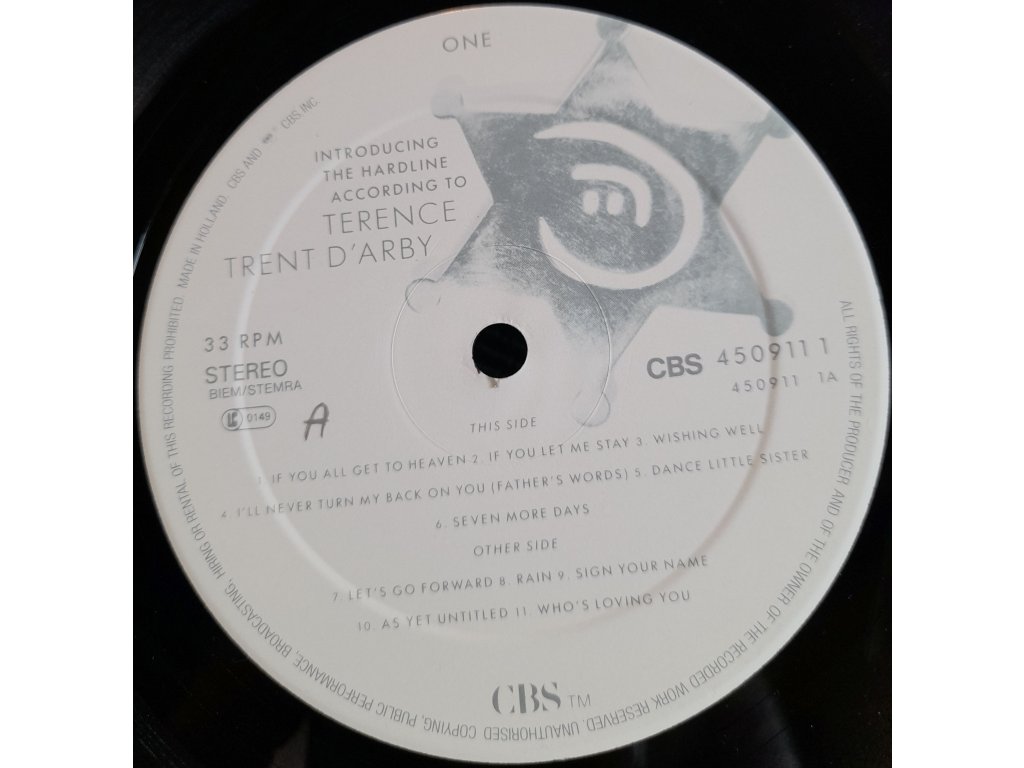 ONE
INTRODUCING
THE HARDLINE
ACCORDING TO
TERENCE
TRENT D'ARBY
33 RPM
STEREO
BIEM/STEMRA
LC 0149
A
CBS 450911 1
450911 1A
THIS SIDE
1. IF YOU ALL GET TO HEAVEN 2. IF YOU LET ME STAY 3. WISHING WELL
4. I'LL NEVER TURN MY BACK ON YOU (FATHER'S WORDS) 5. DANCE LITTLE SISTER
6. SEVEN MORE DAYS
OTHER SIDE
7. LET'S GO FORWARD 8. RAIN 9. SIGN YOUR NAME
10. AS YET UNTITLED 11. WHO'S LOVING YOU
CBS TM
ALL RIGHTS OF THE PRODUCER AND OF THE OWNER OF THE RECORDED WORK RESERVED. UNAUTHORISED COPYING, PUBLIC PERFORMANCE, BROADCASTING, HIRING OR RENTAL OF THIS RECORDING PROHIBITED. MADE IN HOLLAND. CBS AND CBS INC.